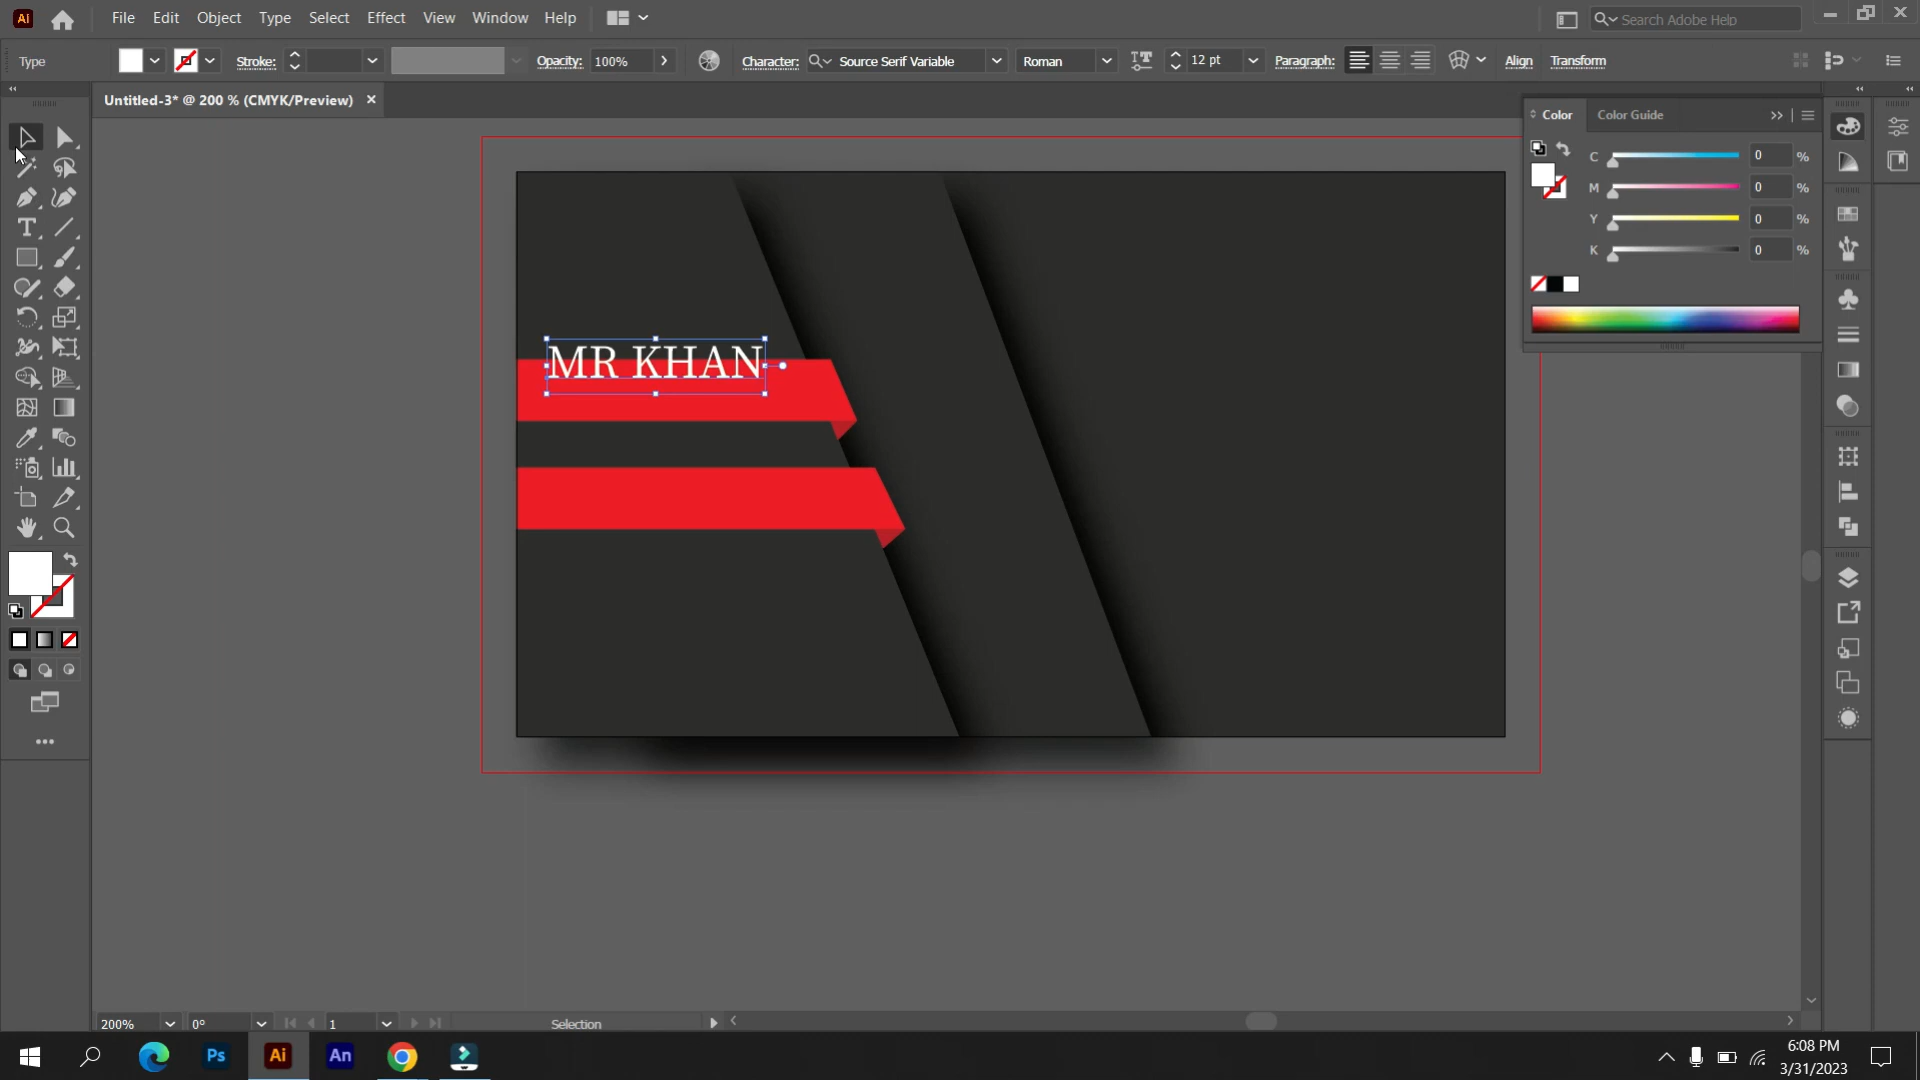 Ai File Edit Object Type Select Effect View Window Help Search Adobe Help
Type Stroke: Opacity: 100% Character: Source Serif Variable Roman 12 pt Paragraph: Align Transform
Untitled-3* @ 200 % (CMYK/Preview)
Color Color Guide
C 0 %
M 0 %
Y 0 %
K 0 %
MR KHAN
200% 0° 1 Selection
Ps Ai An
6:08 PM
3/31/2023